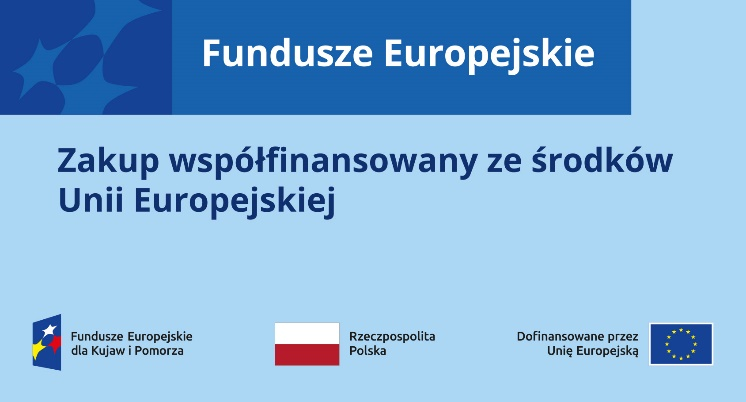 Fundusze Europejskie
Zakup współfinansowany ze środków
Unii Europejskiej
Fundusze Europejskie
dla Kujaw i Pomorza
Rzeczpospolita
Polska
Dofinansowane przez
Unię Europejską